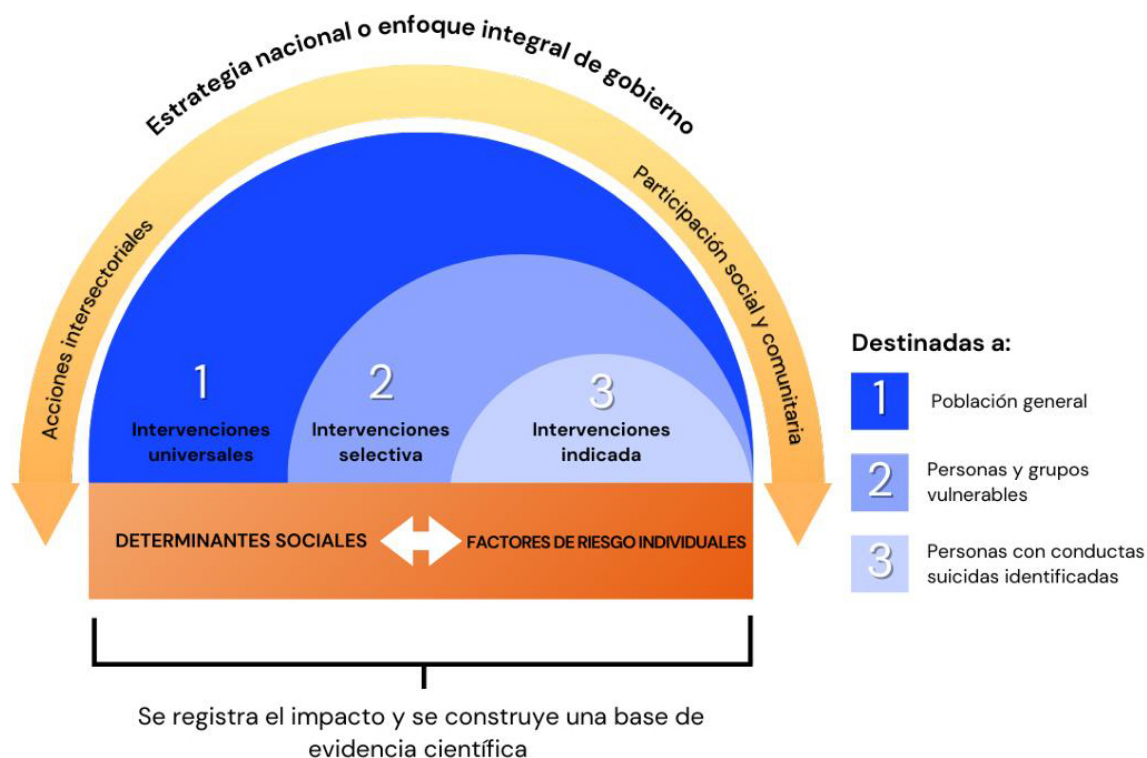 Estrategia nacional o enfoque integral de gobierno
Acciones intersectoriales
Participación social y comunitaria
1
Intervenciones
universales
2
Intervenciones
selectiva
3
Intervenciones
indicada
DETERMINANTES SOCIALES
FACTORES DE RIESGO INDIVIDUALES
Se registra el impacto y se construye una base de
evidencia científica
Destinadas a:
1
Población general
2
Personas y grupos
vulnerables
3
Personas con conductas
suicidas identificadas